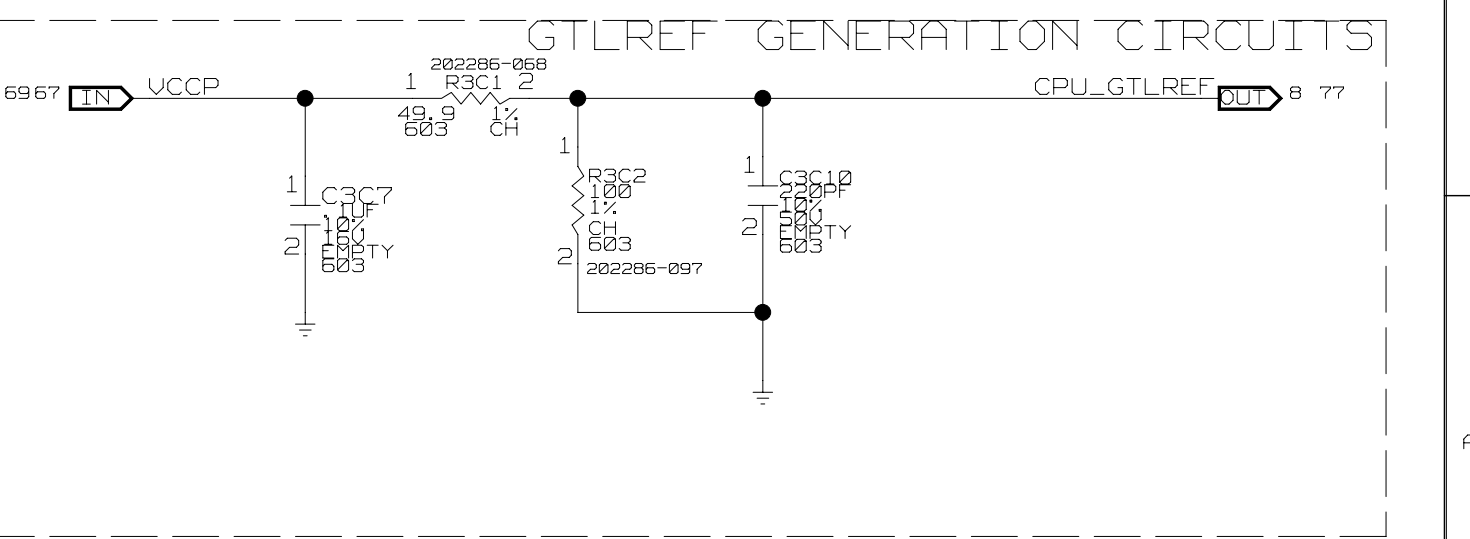 GTLREF GENERATION CIRCUITS
202286-068
1 R3C1 2
6967 IN VCCP
CPU_GTLREF OUT 8 77
49.9 1%
603 CH
1
R3C2
100
1%
CH
603
2
202286-097
1
C3C10
220PF
10%
50V
EMPTY
603
2
1
C3C7
.1UF
10%
16V
EMPTY
603
2
A